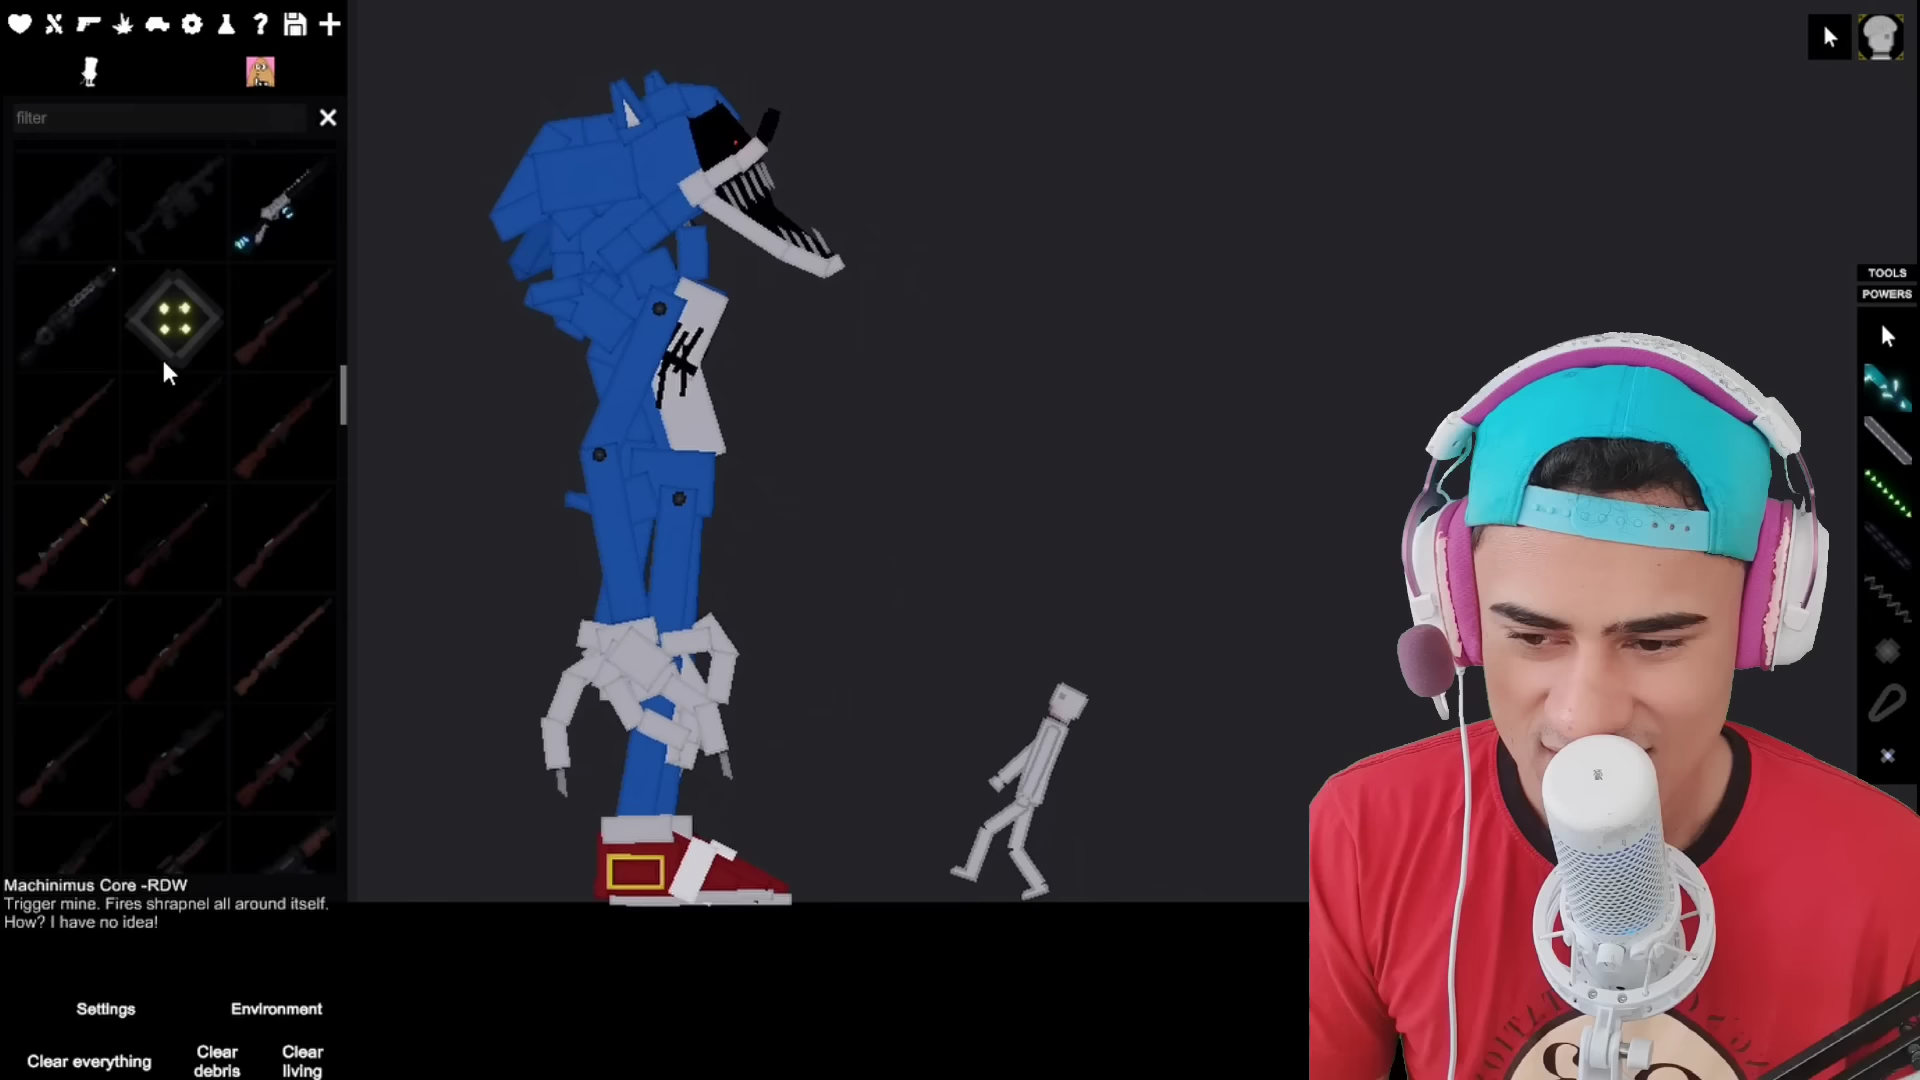 filter
TOOLS
POWERS
Machinimus Core -RDW
Trigger mine. Fires shrapnel all around itself.
How? I have no idea!
Settings
Environment
Clear everything
Clear
debris
Clear
living